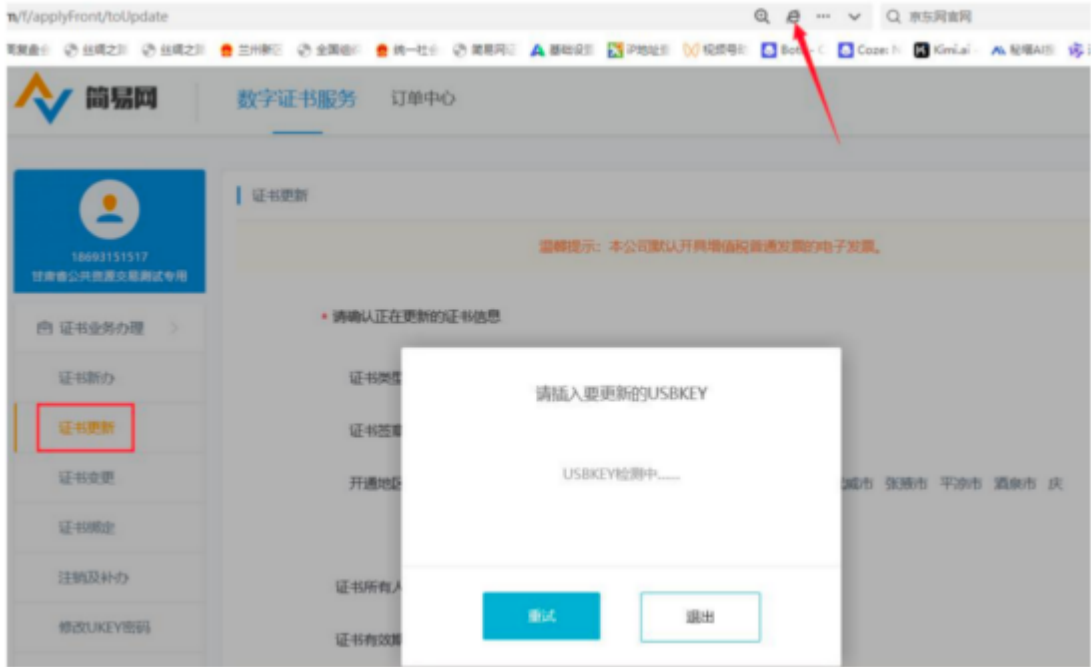 n/f/applyFront/toUpdate
京东网官网
丝绸之 丝绸之 兰州新区 全国组 统一社会 简易网 基础设 IP地址 视频号 Bot - C Coze: N Kimi.ai 秘塔AI
简易网 数字证书服务 订单中心
证书更新
18693151517
甘肃省公共资源交易测试专用
温馨提示：本公司默认开具增值税普通发票的电子发票。
证书业务办理
* 请确认正在更新的证书信息
证书新办
证书类型
请插入要更新的USBKEY
证书更新
证书签章
USBKEY检测中......
证书变更
开通地区
威市 张掖市 平凉市 酒泉市 庆
证书绑定
注销及补办
证书所有人
重试 退出
修改UKEY密码
证书有效期